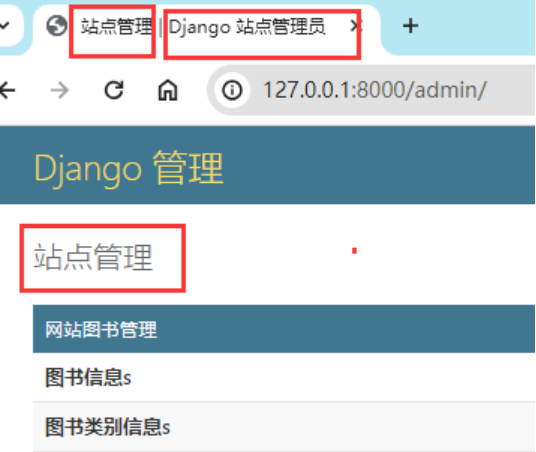 站点管理 | Django 站点管理员
127.0.0.1:8000/admin/
Django 管理
站点管理
网站图书管理
图书信息s
图书类别信息s